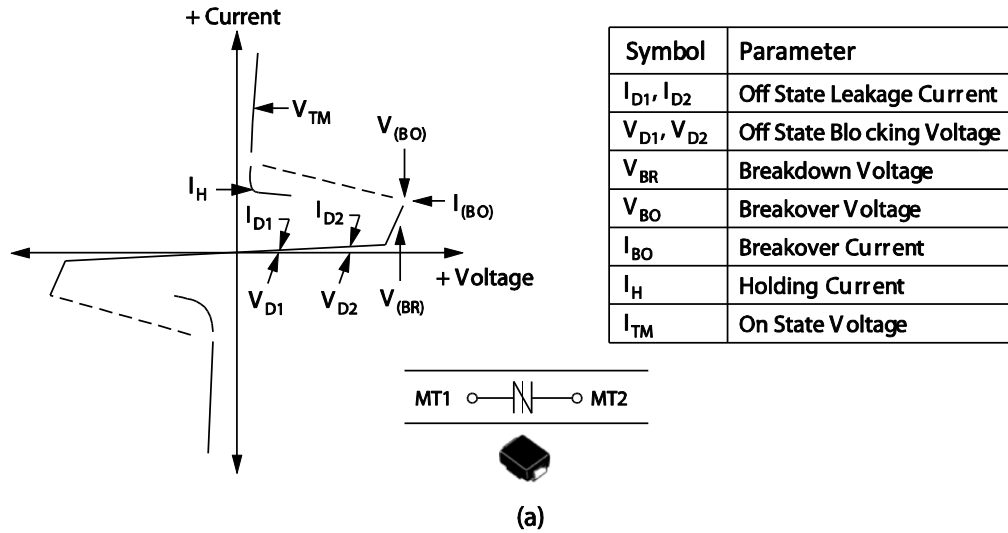 + Current
V_TM
V_(BO)
I_H
I_(BO)
I_D1
I_D2
+ Voltage
V_D1
V_D2
V_(BR)
Symbol Parameter
I_D1, I_D2 Off State Leakage Current
V_D1, V_D2 Off State Blocking Voltage
V_BR Breakdown Voltage
V_BO Breakover Voltage
I_BO Breakover Current
I_H Holding Current
I_TM On State Voltage
MT1 MT2
(a)